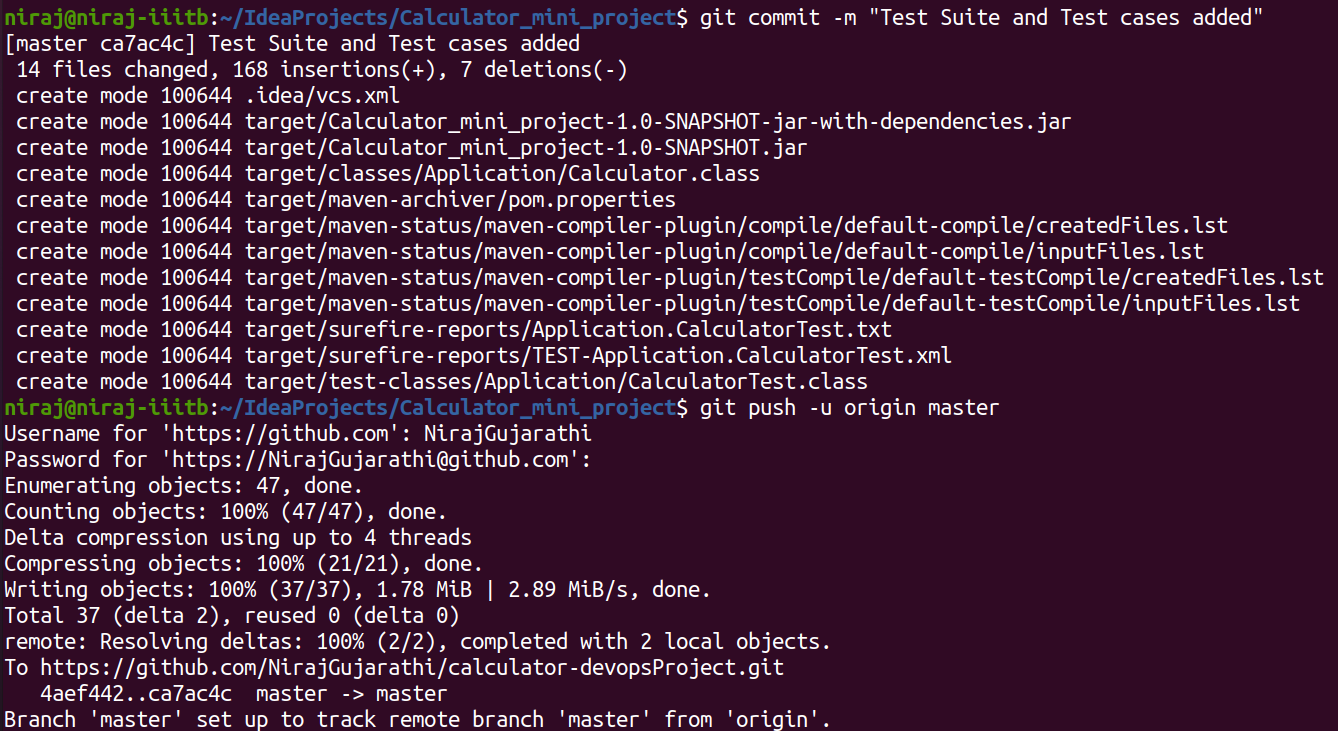 niraj@niraj-iiitb:~/IdeaProjects/Calculator_mini_project$ git commit -m "Test Suite and Test cases added"
[master ca7ac4c] Test Suite and Test cases added
 14 files changed, 168 insertions(+), 7 deletions(-)
 create mode 100644 .idea/vcs.xml
 create mode 100644 target/Calculator_mini_project-1.0-SNAPSHOT-jar-with-dependencies.jar
 create mode 100644 target/Calculator_mini_project-1.0-SNAPSHOT.jar
 create mode 100644 target/classes/Application/Calculator.class
 create mode 100644 target/maven-archiver/pom.properties
 create mode 100644 target/maven-status/maven-compiler-plugin/compile/default-compile/createdFiles.lst
 create mode 100644 target/maven-status/maven-compiler-plugin/compile/default-compile/inputFiles.lst
 create mode 100644 target/maven-status/maven-compiler-plugin/testCompile/default-testCompile/createdFiles.lst
 create mode 100644 target/maven-status/maven-compiler-plugin/testCompile/default-testCompile/inputFiles.lst
 create mode 100644 target/surefire-reports/Application.CalculatorTest.txt
 create mode 100644 target/surefire-reports/TEST-Application.CalculatorTest.xml
 create mode 100644 target/test-classes/Application/CalculatorTest.class
niraj@niraj-iiitb:~/IdeaProjects/Calculator_mini_project$ git push -u origin master
Username for 'https://github.com': NirajGujarathi
Password for 'https://NirajGujarathi@github.com':
Enumerating objects: 47, done.
Counting objects: 100% (47/47), done.
Delta compression using up to 4 threads
Compressing objects: 100% (21/21), done.
Writing objects: 100% (37/37), 1.78 MiB | 2.89 MiB/s, done.
Total 37 (delta 2), reused 0 (delta 0)
remote: Resolving deltas: 100% (2/2), completed with 2 local objects.
To https://github.com/NirajGujarathi/calculator-devopsProject.git
   4aef442..ca7ac4c  master -> master
Branch 'master' set up to track remote branch 'master' from 'origin'.